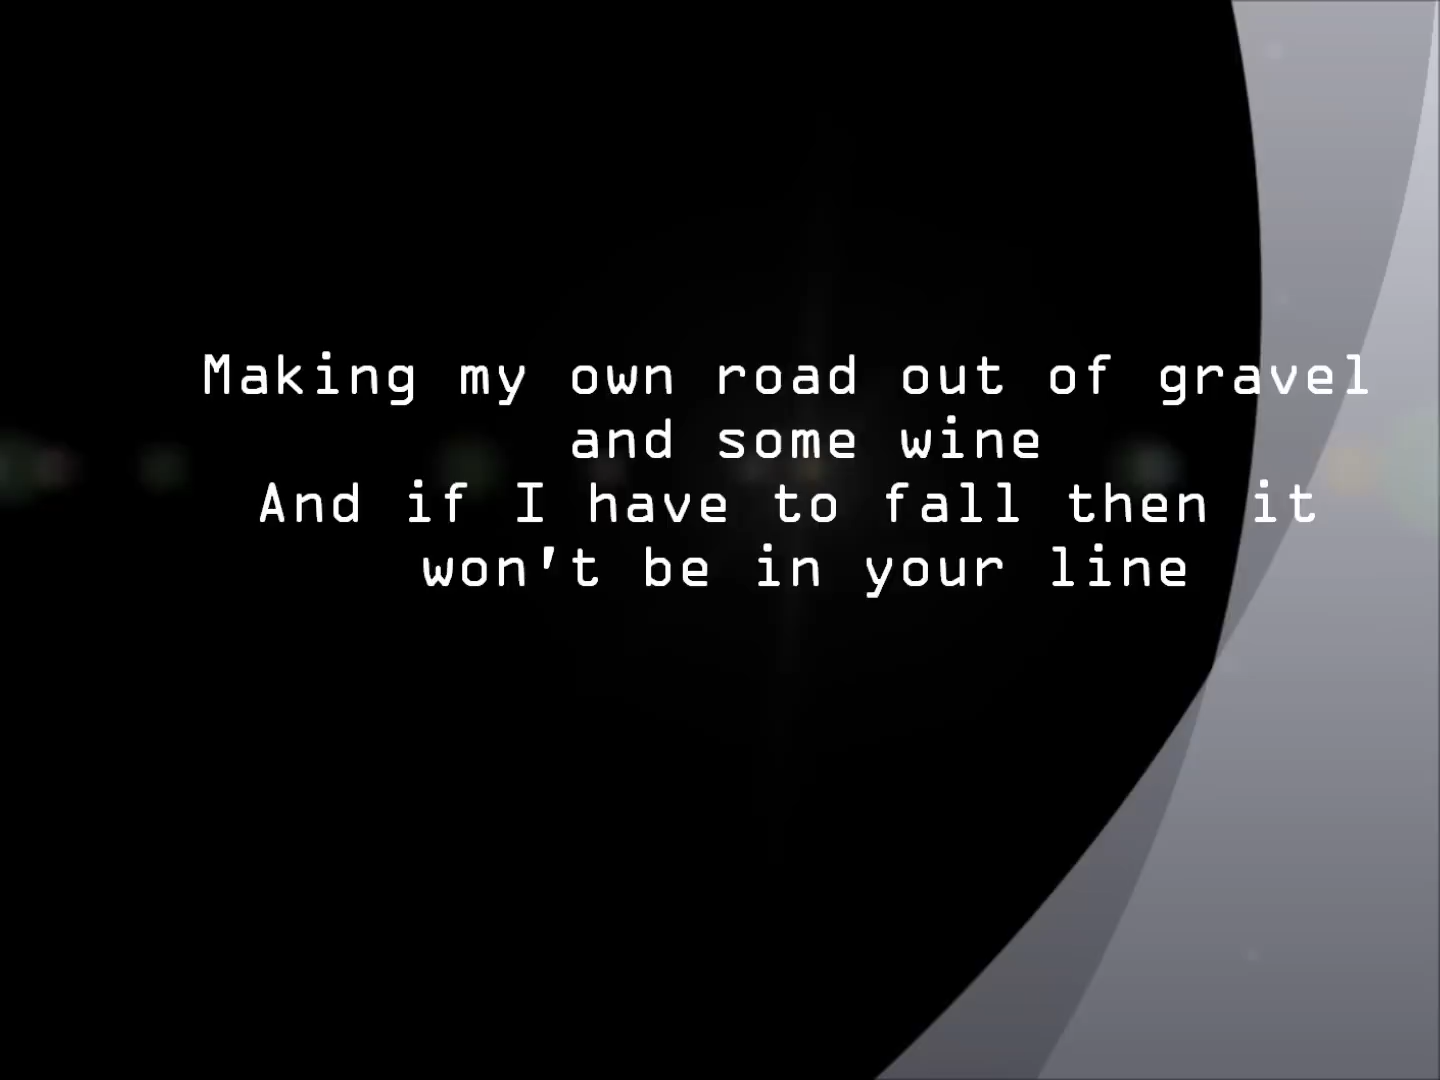 Making my own road out of gravel
and some wine
And if I have to fall then it
won't be in your line